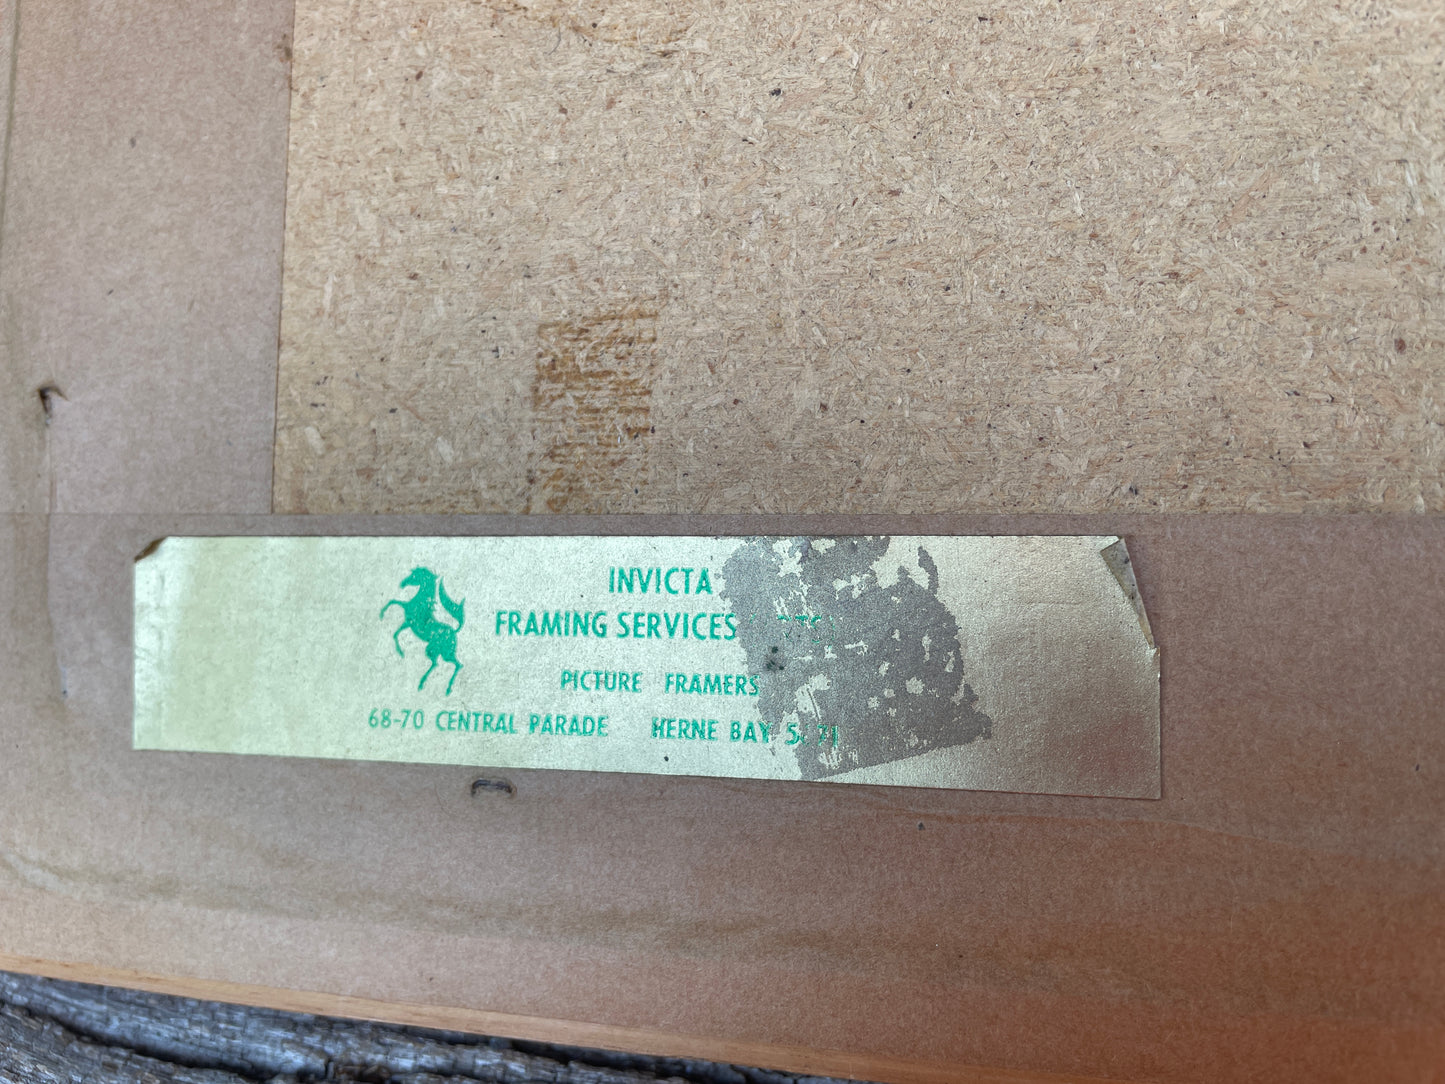 INVICTA
FRAMING SERVICES
PICTURE FRAMERS
68-70 CENTRAL PARADE HERNE BAY